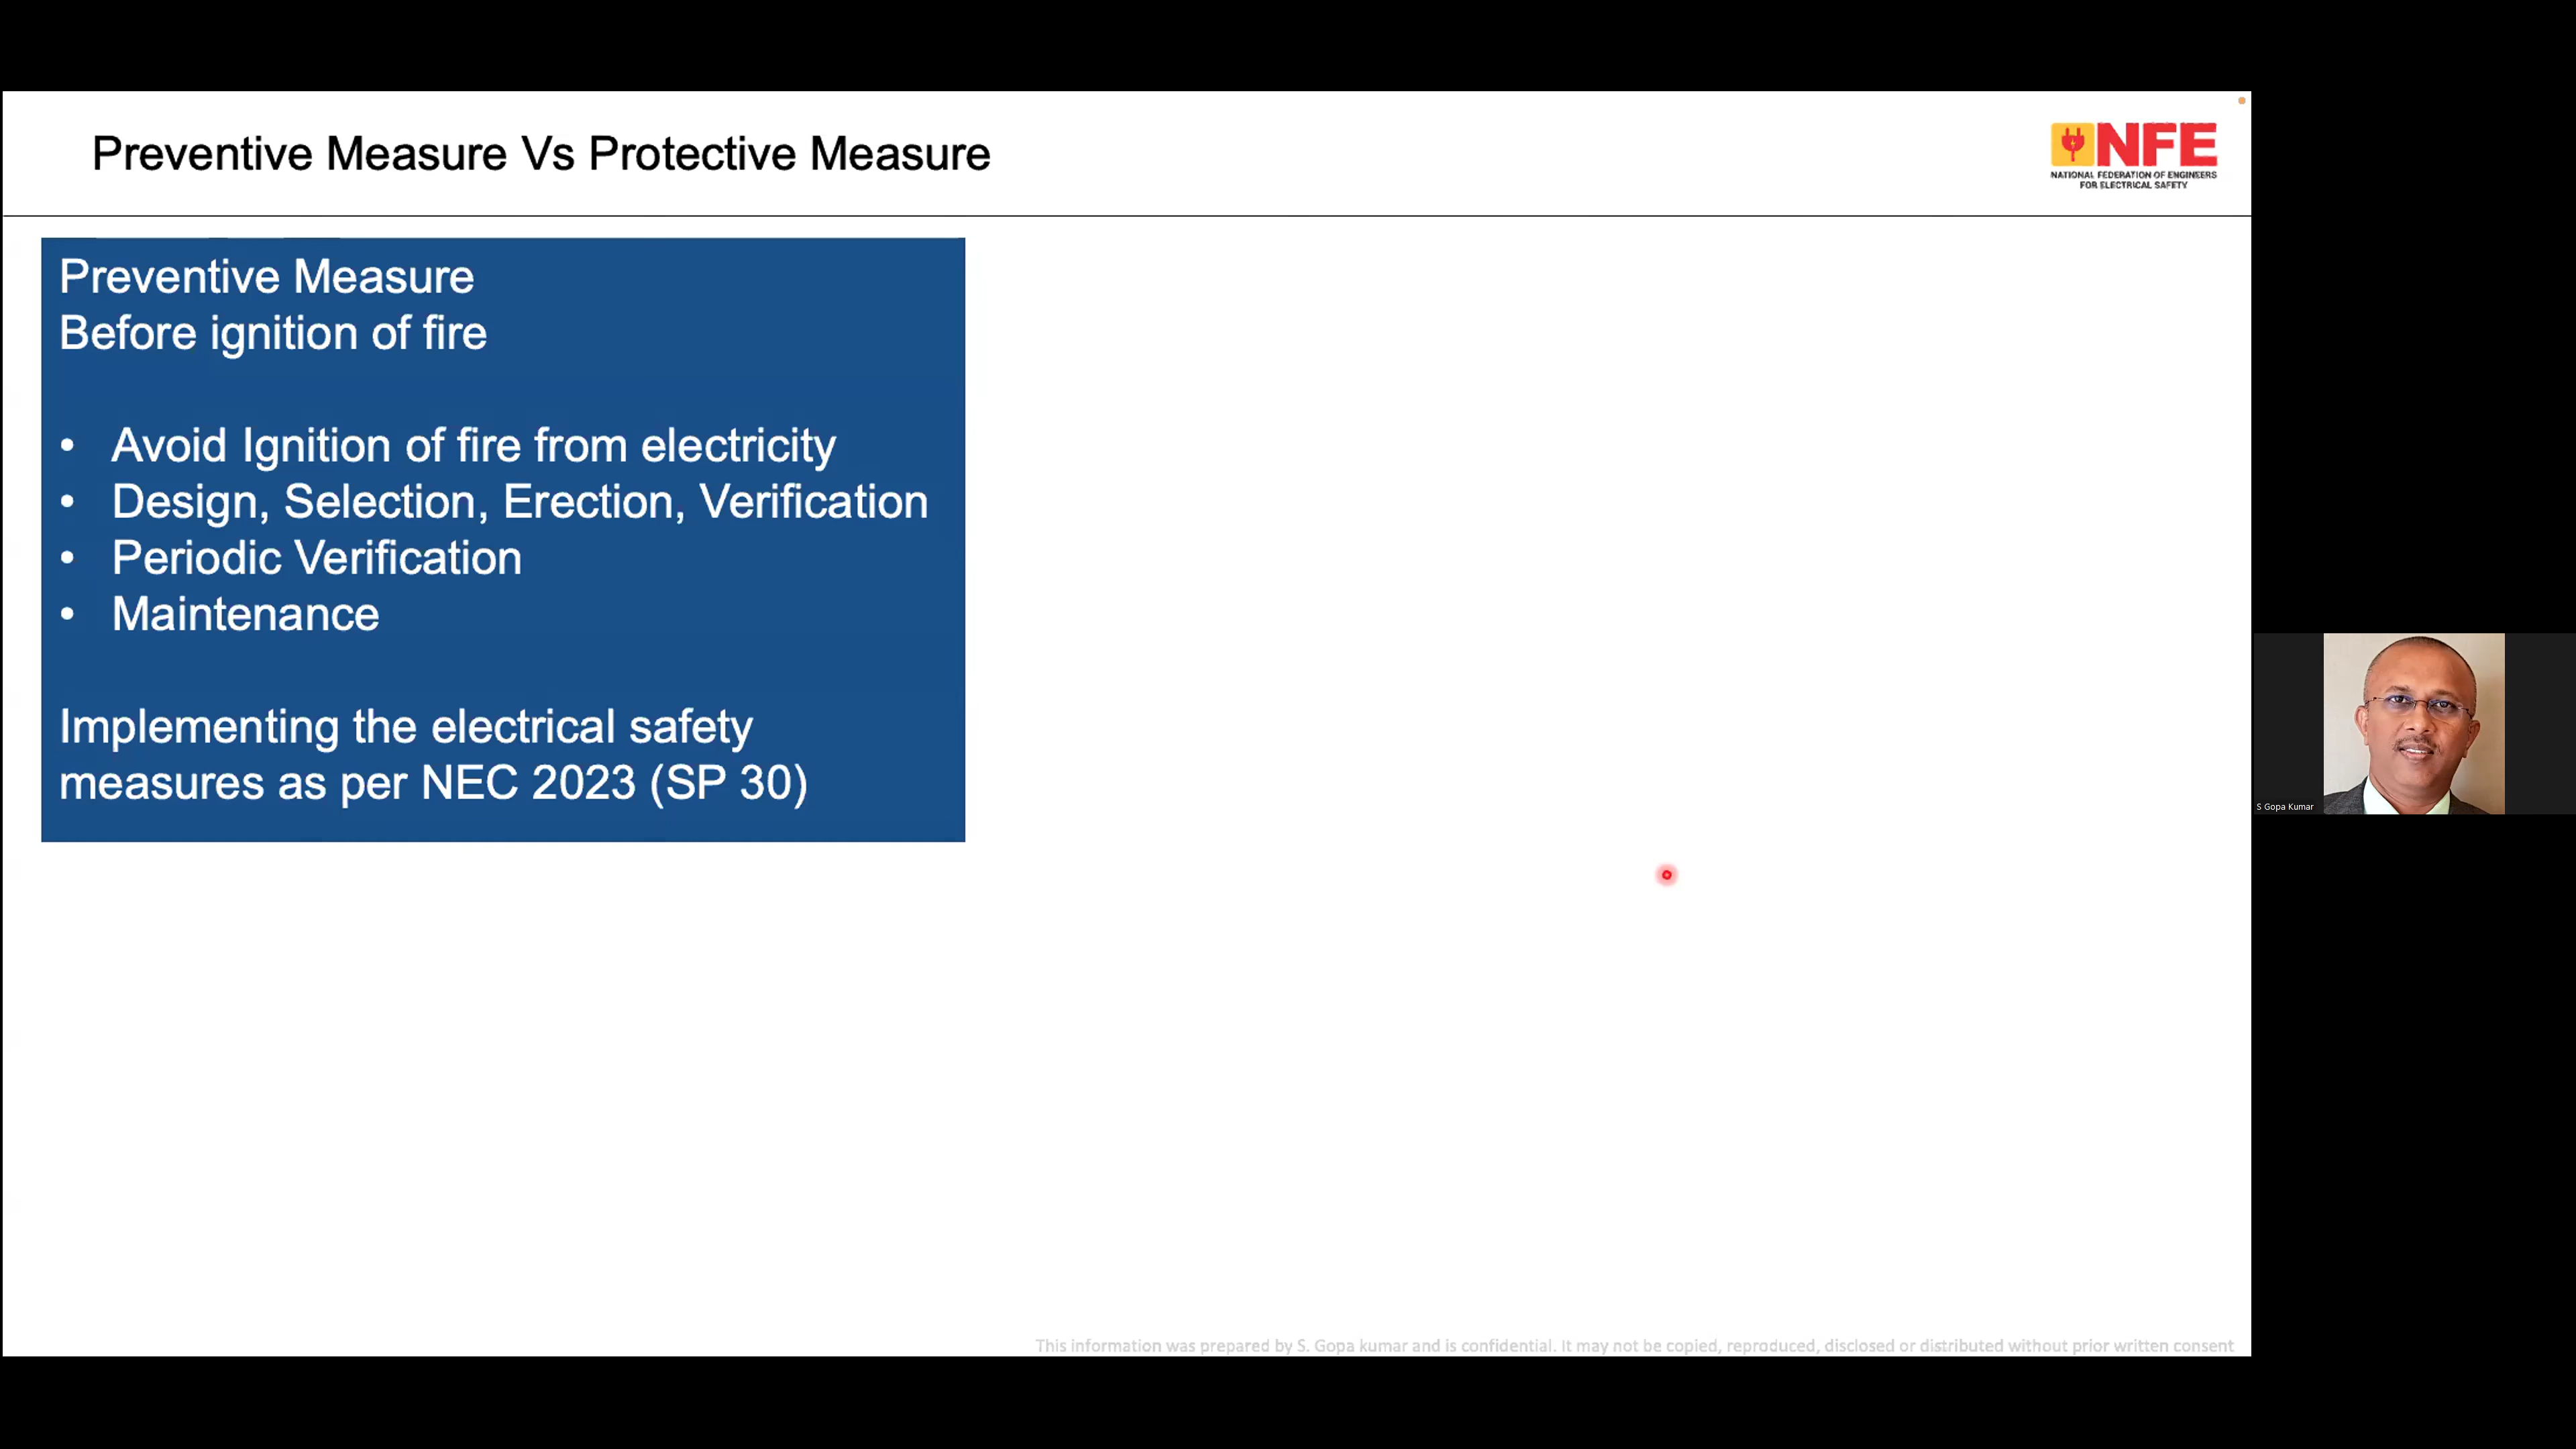 Preventive Measure Vs Protective Measure
NFE
NATIONAL FEDERATION OF ENGINEERS
FOR ELECTRICAL SAFETY
Preventive Measure
Before ignition of fire
• Avoid Ignition of fire from electricity
• Design, Selection, Erection, Verification
• Periodic Verification
• Maintenance
Implementing the electrical safety
measures as per NEC 2023 (SP 30)
S Gopa Kumar
This information was prepared by S. Gopa kumar and is confidential. It may not be copied, reproduced, disclosed or distributed without prior written consent